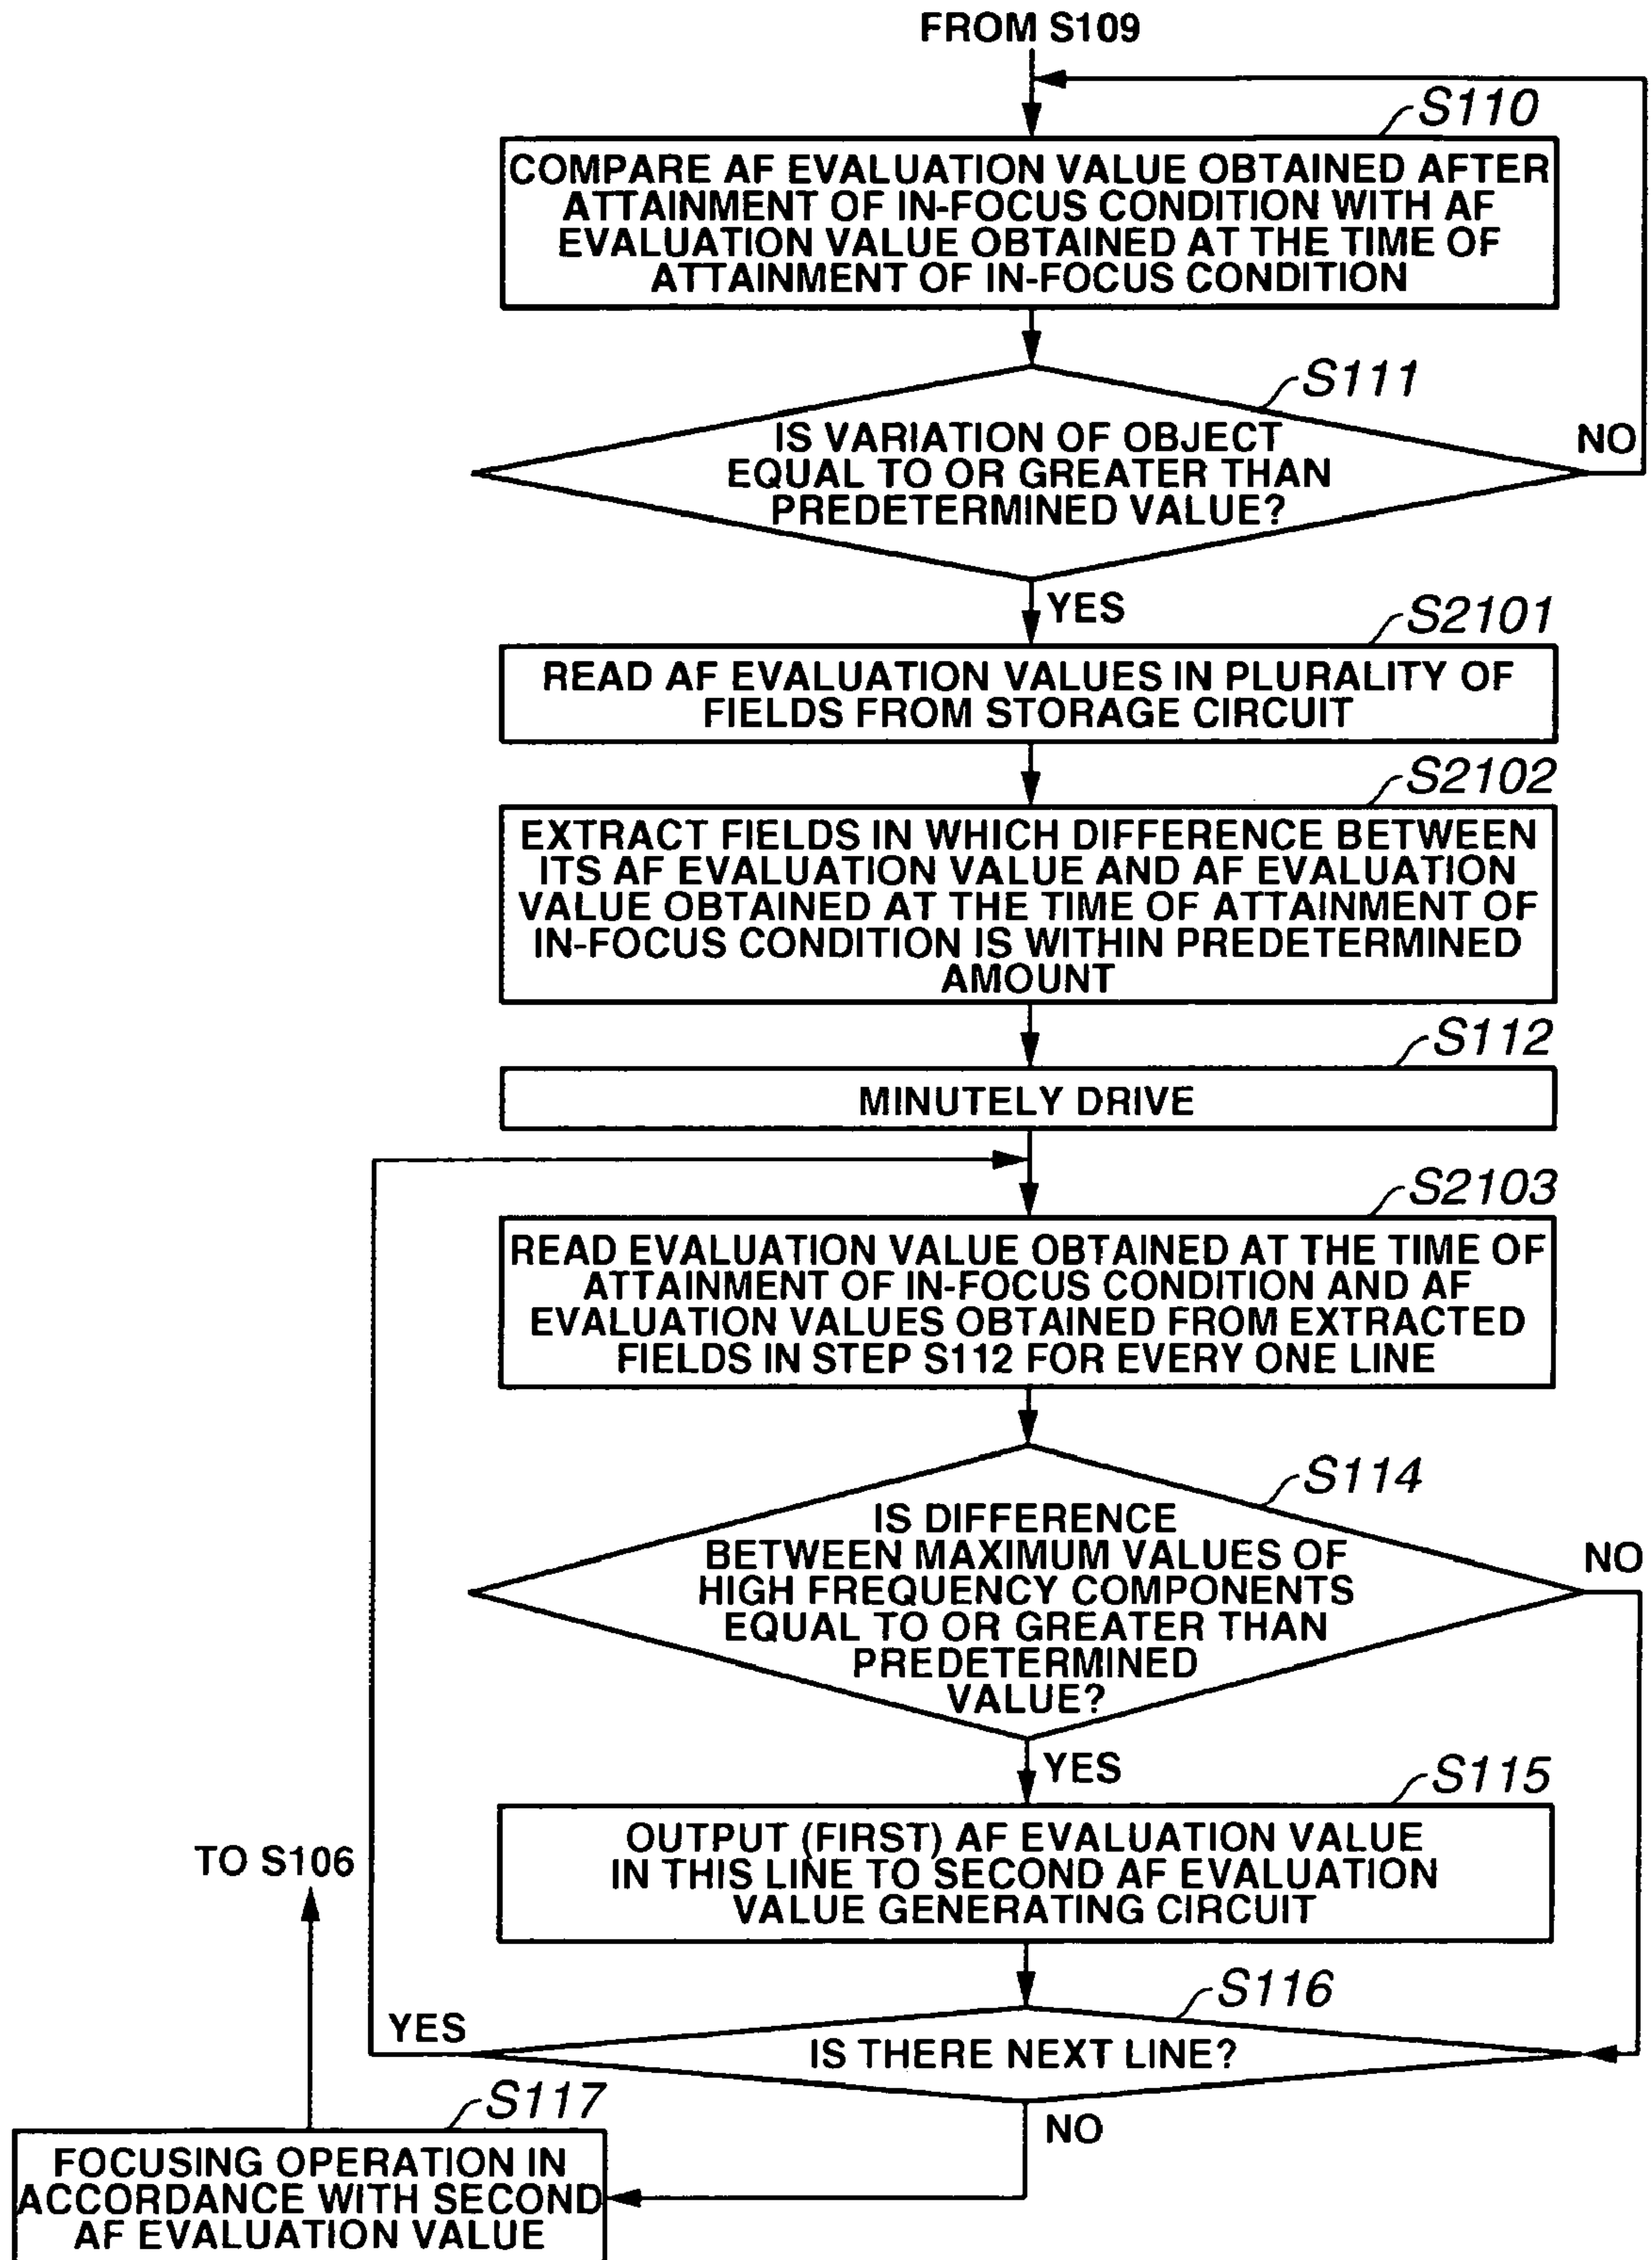 FROM S109
S110
COMPARE AF EVALUATION VALUE OBTAINED AFTER
ATTAINMENT OF IN-FOCUS CONDITION WITH AF
EVALUATION VALUE OBTAINED AT THE TIME OF
ATTAINMENT OF IN-FOCUS CONDITION
S111
IS VARIATION OF OBJECT
EQUAL TO OR GREATER THAN
PREDETERMINED VALUE?
NO
YES
S2101
READ AF EVALUATION VALUES IN PLURALITY OF
FIELDS FROM STORAGE CIRCUIT
S2102
EXTRACT FIELDS IN WHICH DIFFERENCE BETWEEN
ITS AF EVALUATION VALUE AND AF EVALUATION
VALUE OBTAINED AT THE TIME OF ATTAINMENT OF
IN-FOCUS CONDITION IS WITHIN PREDETERMINED
AMOUNT
S112
MINUTELY DRIVE
S2103
READ EVALUATION VALUE OBTAINED AT THE TIME OF
ATTAINMENT OF IN-FOCUS CONDITION AND AF
EVALUATION VALUES OBTAINED FROM EXTRACTED
FIELDS IN STEP S112 FOR EVERY ONE LINE
S114
IS DIFFERENCE
BETWEEN MAXIMUM VALUES OF
HIGH FREQUENCY COMPONENTS
EQUAL TO OR GREATER THAN
PREDETERMINED
VALUE?
NO
YES
S115
OUTPUT (FIRST) AF EVALUATION VALUE
IN THIS LINE TO SECOND AF EVALUATION
VALUE GENERATING CIRCUIT
TO S106
S116
YES
IS THERE NEXT LINE?
NO
S117
FOCUSING OPERATION IN
ACCORDANCE WITH SECOND
AF EVALUATION VALUE